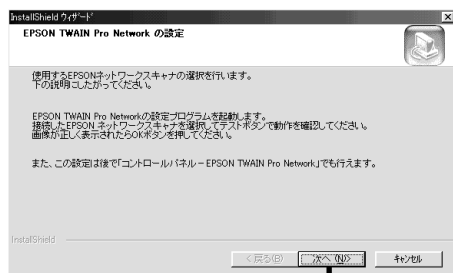 InstallShield ウィザード
EPSON TWAIN Pro Network の設定
使用するEPSONネットワークスキャナの選択を行います。
下の説明にしたがってください。
EPSON TWAIN Pro Networkの設定プログラムを起動します。
接続したEPSON ネットワークスキャナを選択してテストボタンで動作を確認してください。
画像が正しく表示されたらOKボタンを押してください。
また、この設定は後で「コントロールパネル－EPSON TWAIN Pro Network」でも行えます。
InstallShield
< 戻る(B)
次へ (N)>
キャンセル